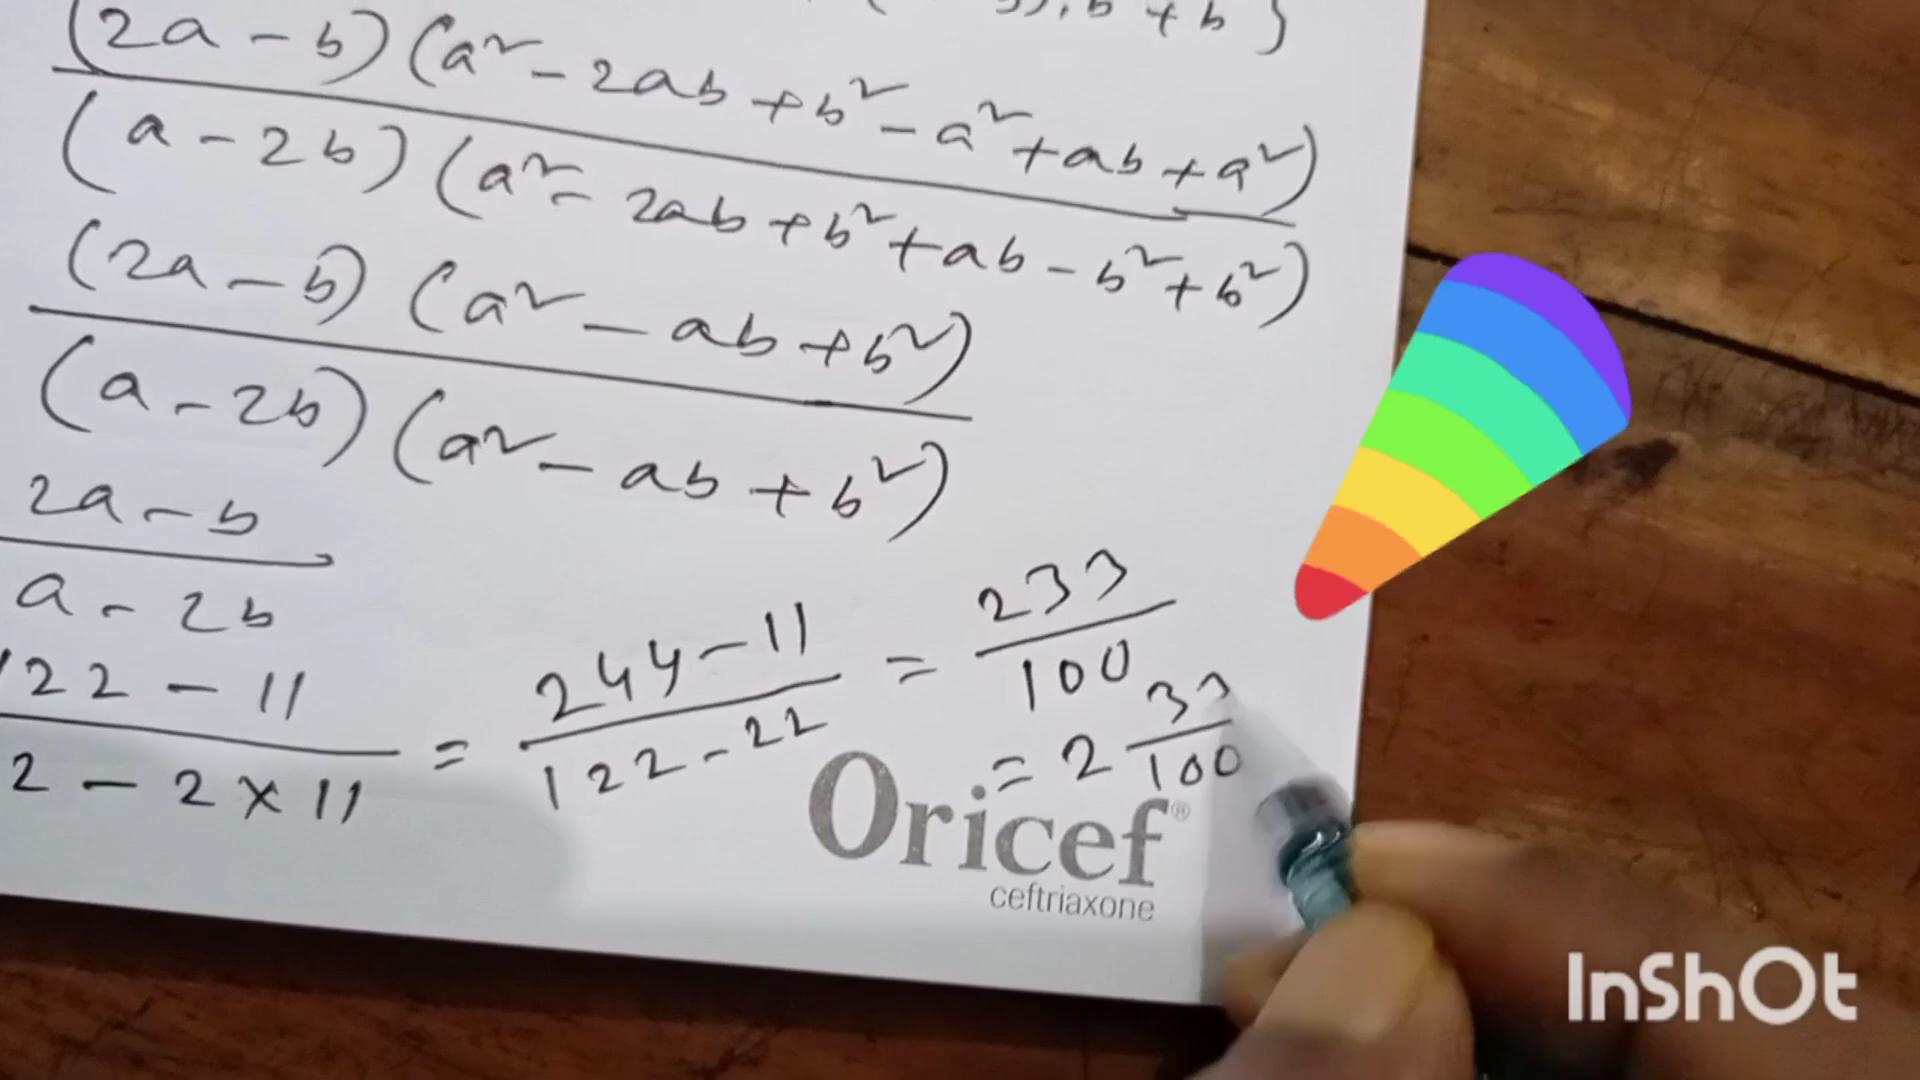 (2a - b) (a² - 2ab + b² - a² + ab + a²)
(a - 2b) (a² - 2ab + b² + ab - b² + b²)
(2a - b) (a² - ab + b²)
(a - 2b) (a² - ab + b²)
2a - b
a - 2b
22 - 11
2 - 2 × 11
= 244 - 11
122 - 22
= 233
100
= 2 33
100
Oricef®
ceftriaxone
InShOt